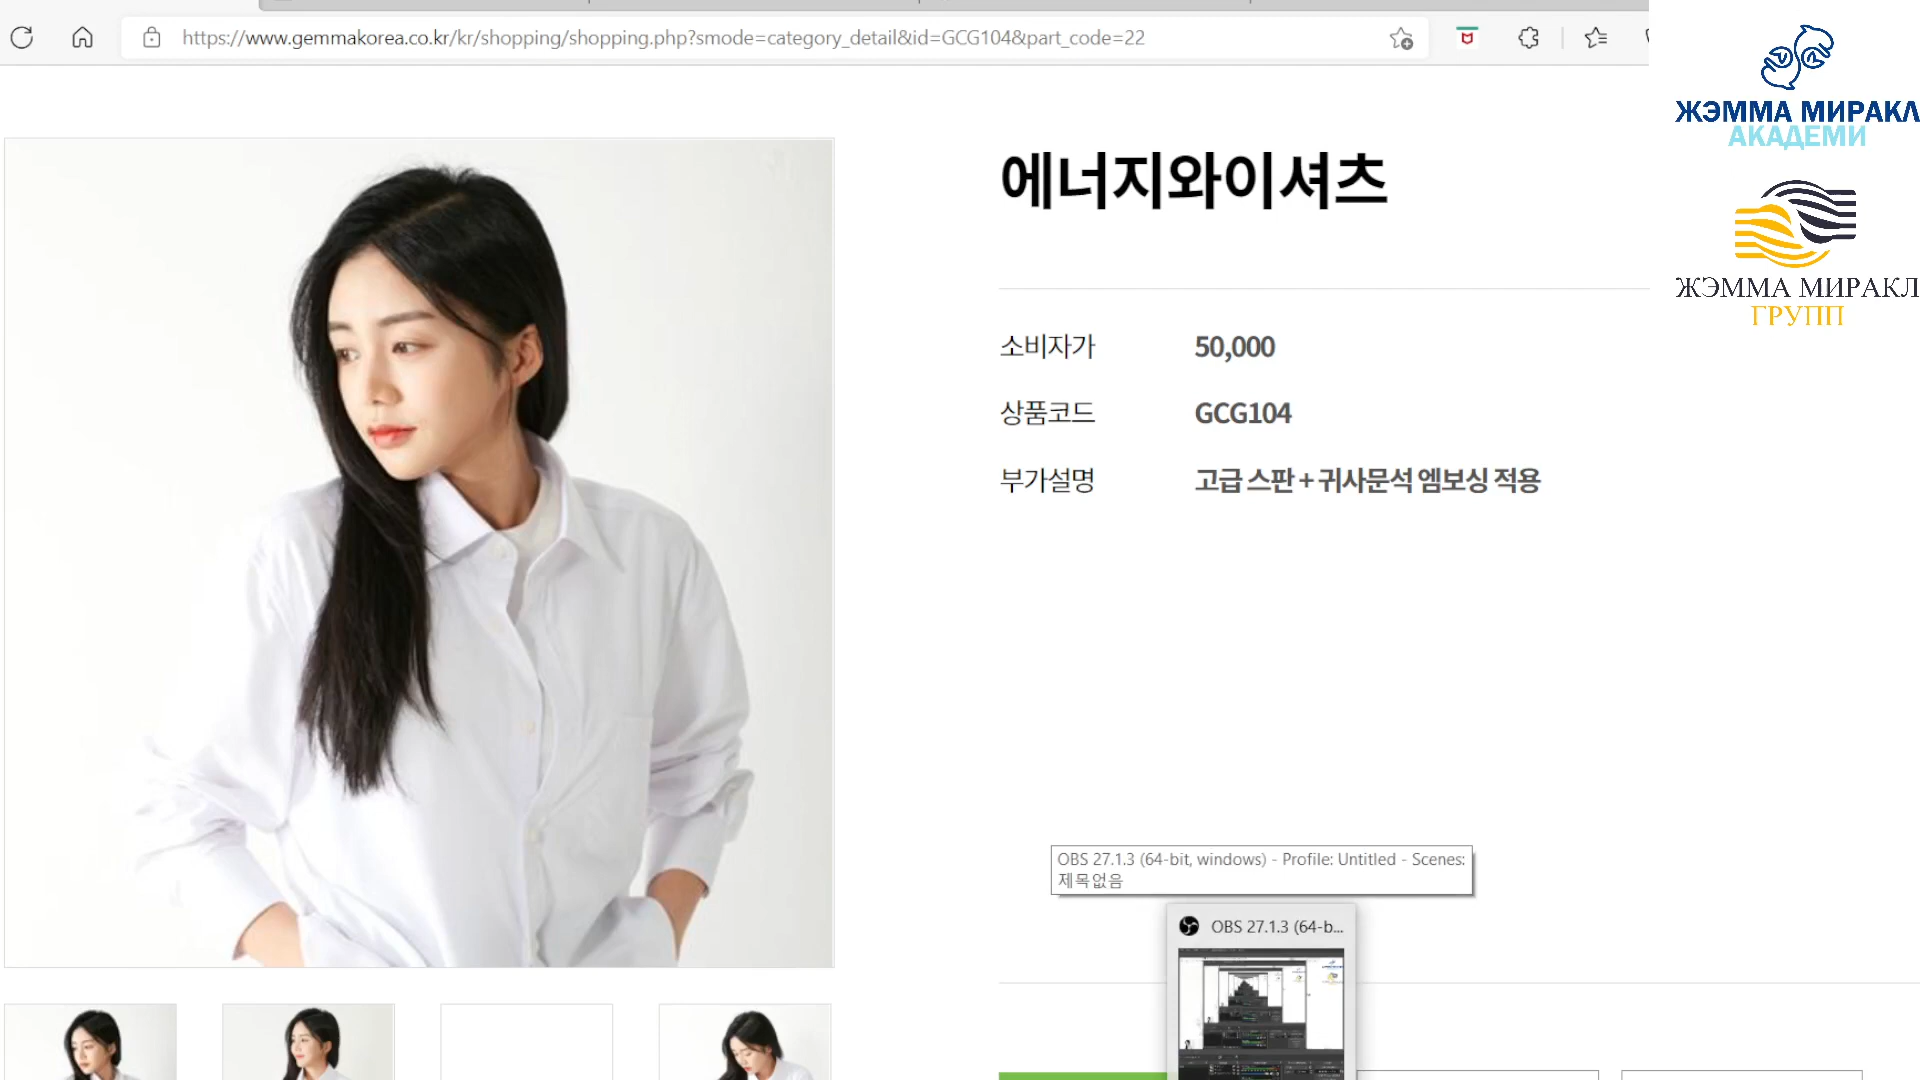 https://www.gemmakorea.co.kr/kr/shopping/shopping.php?smode=category_detail&id=GCG104&part_code=22
ЖЭММА МИРАКЛ
АКАДЕМИ
ЖЭММА МИРАКЛ
ГРУПП
에너지와이셔츠
소비자가 50,000
상품코드 GCG104
부가설명 고급 스판 + 귀사문석 엠보싱 적용
OBS 27.1.3 (64-bit, windows) - Profile: Untitled - Scenes:
제목없음
OBS 27.1.3 (64-b...